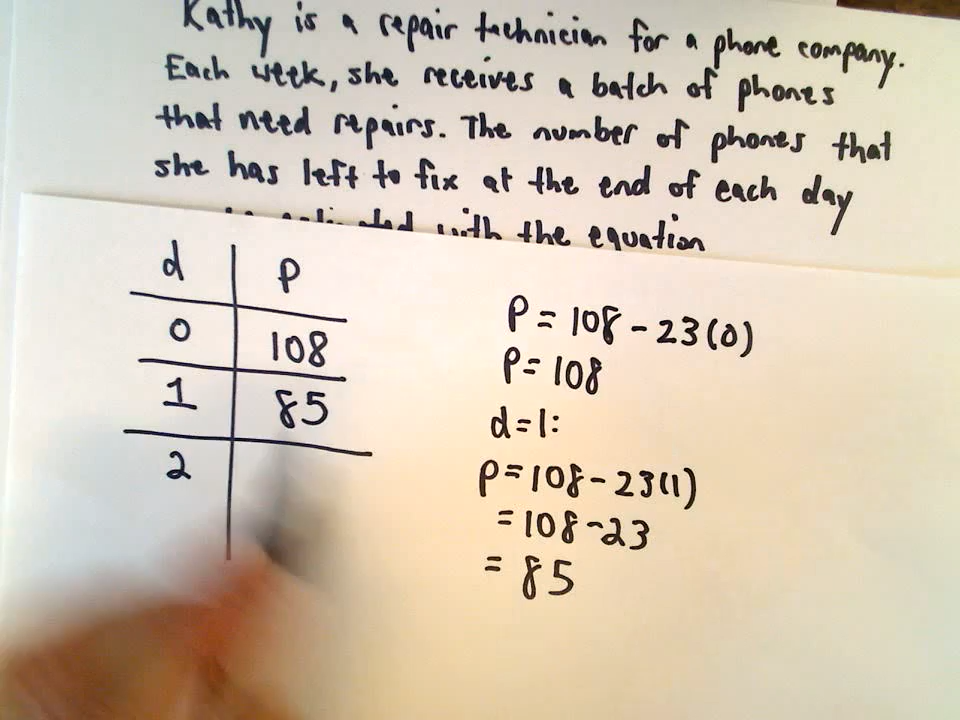 Kathy is a repair technician for a phone company.
Each week, she receives a batch of phones
that need repairs. The number of phones that
she has left to fix at the end of each day
with the equation
d P
0 108
1 85
2
P = 108 - 23(0)
P = 108
d = 1:
P = 108 - 23(1)
= 108 - 23
= 85